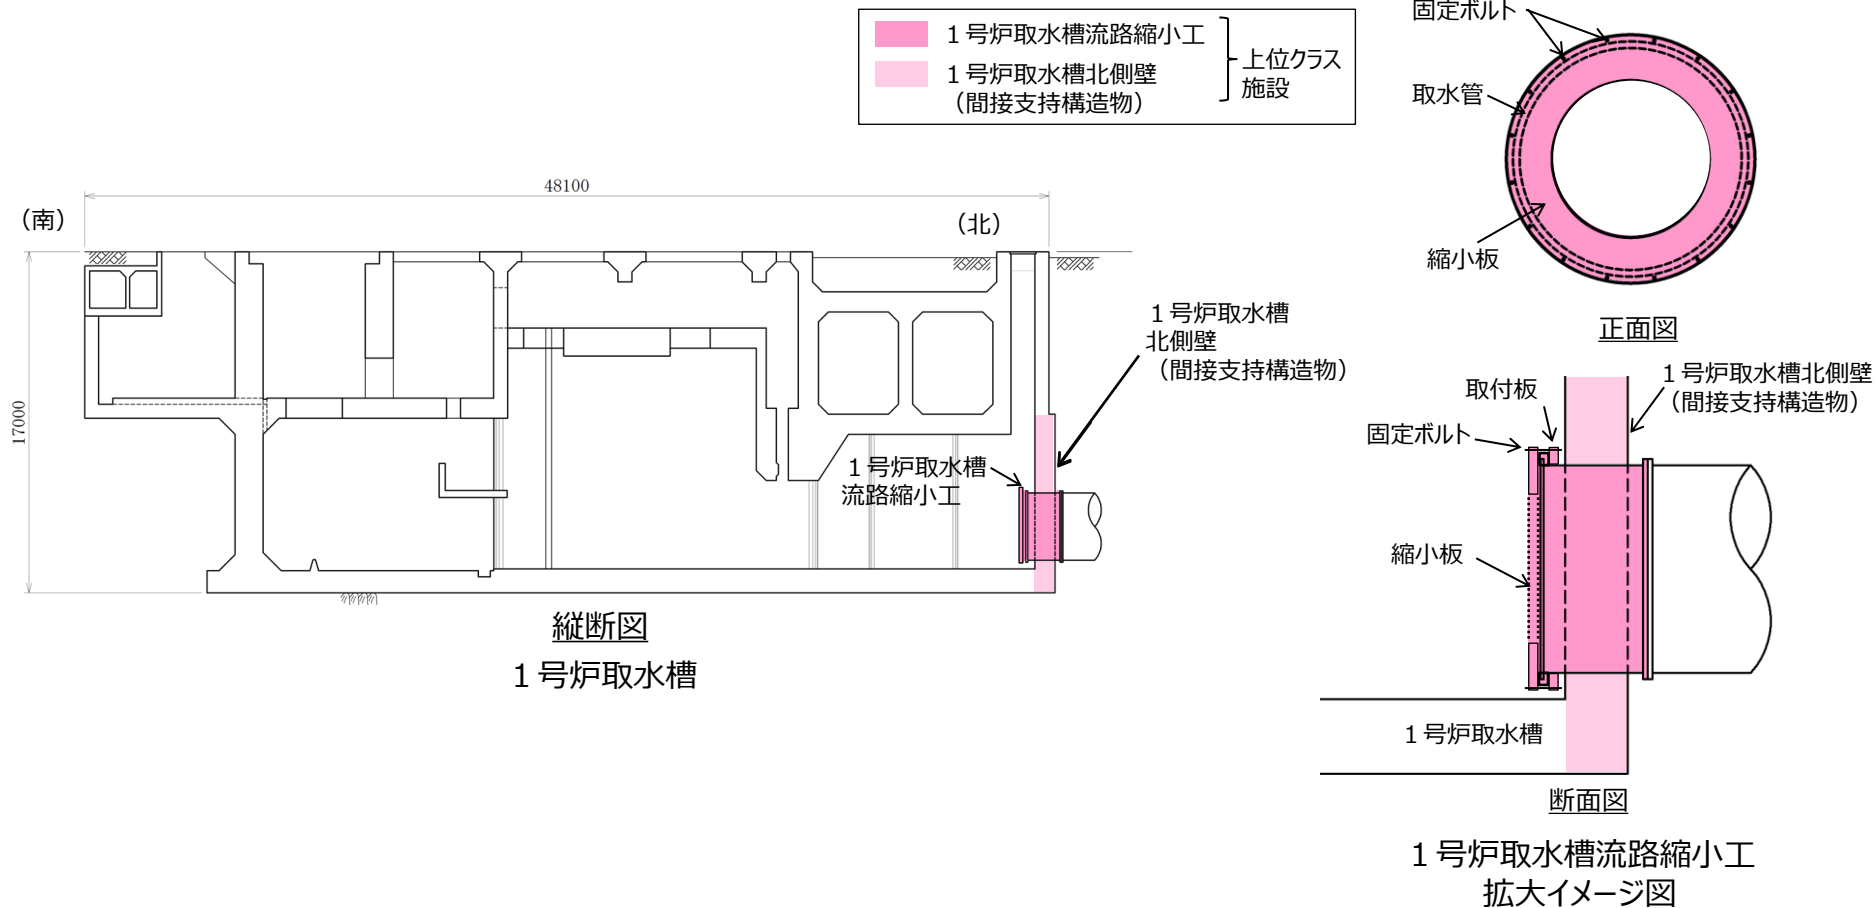 １号炉取水槽流路縮小工
１号炉取水槽北側壁
（間接支持構造物）
上位クラス
施設
48100
（南）
（北）
17000
１号炉取水槽
北側壁
（間接支持構造物）
１号炉取水槽
流路縮小工
縦断図
１号炉取水槽
固定ボルト
取水管
縮小板
正面図
取付板
１号炉取水槽北側壁
（間接支持構造物）
固定ボルト
縮小板
１号炉取水槽
断面図
１号炉取水槽流路縮小工
拡大イメージ図